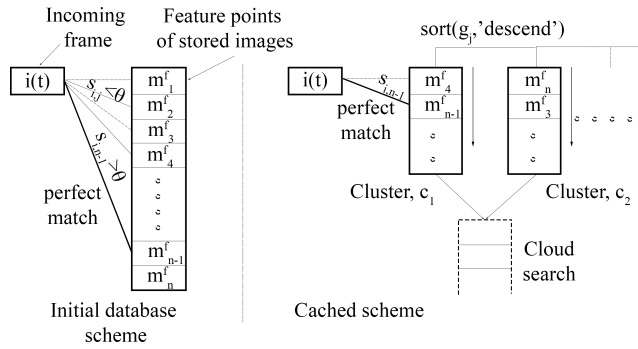 Incoming
frame
Feature points
of stored images
i(t)
s_{i,j}<θ
s_{i,n-1}>θ
perfect
match
m^f_1
m^f_2
m^f_3
m^f_4
m^f_{n-1}
m^f_n
Initial database
scheme
sort(g_j,'descend')
i(t)
s_{i,n-1}
perfect
match
m^f_4
m^f_{n-1}
m^f_n
m^f_3
Cluster, c_1
Cluster, c_2
Cloud
search
Cached scheme